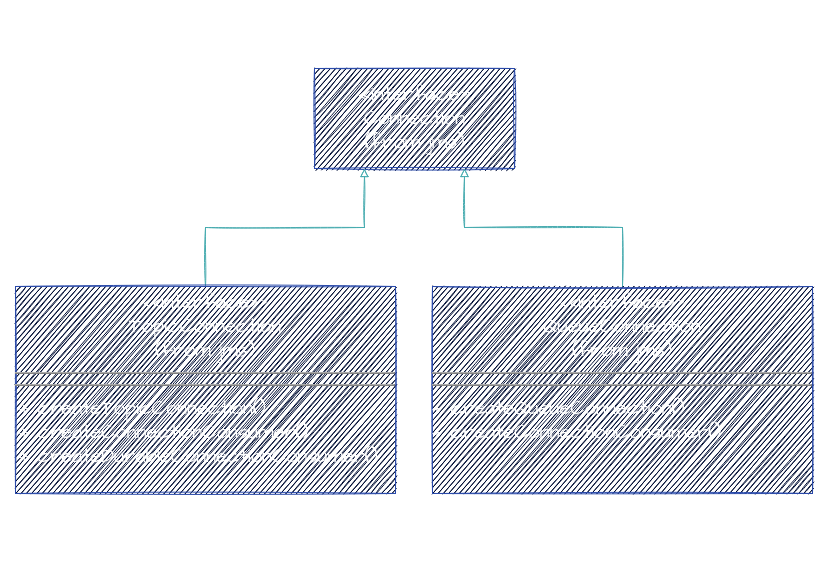 <<Interface>>
Connection
(from jms)
<<Interface>>
TopicConnection
(from jms)
+ createTopicConnection()
+ createConnectionConsumer()
+ createDurableConnectionConsumer()
<<Interface>>
QueueConnection
(from jms)
+ createQueueConnection()
+ createConnectionConsumer()